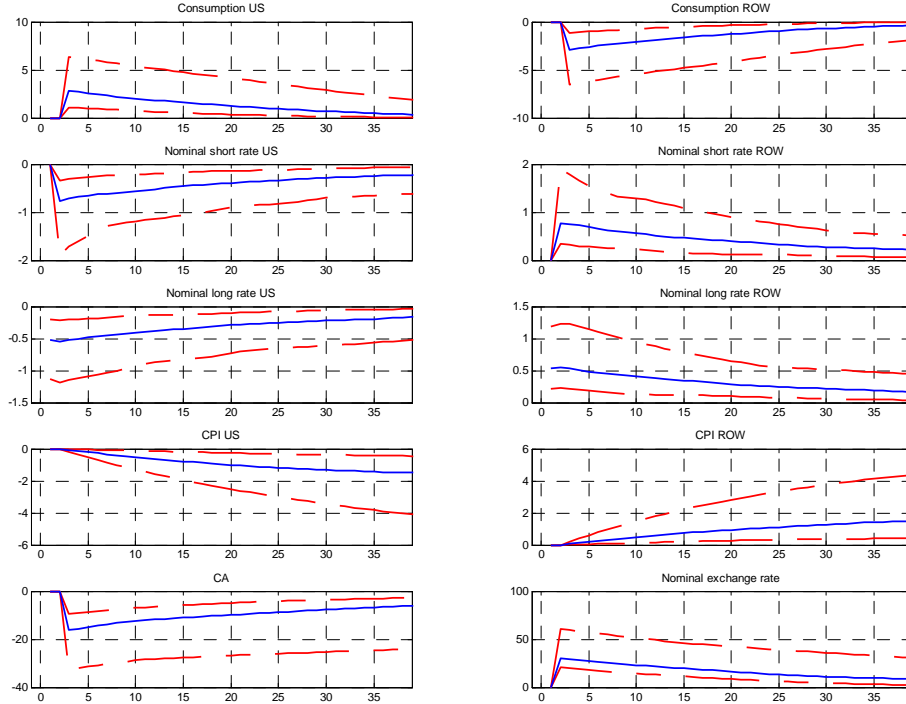 Consumption US
10
5
0
0 5 10 15 20 25 30 35
Consumption ROW
0
-5
-10
0 5 10 15 20 25 30 35
Nominal short rate US
0
-1
-2
0 5 10 15 20 25 30 35
Nominal short rate ROW
2
1
0
0 5 10 15 20 25 30 35
Nominal long rate US
0
-0.5
-1
-1.5
0 5 10 15 20 25 30 35
Nominal long rate ROW
1.5
1
0.5
0
0 5 10 15 20 25 30 35
CPI US
0
-2
-4
-6
0 5 10 15 20 25 30 35
CPI ROW
6
4
2
0
0 5 10 15 20 25 30 35
CA
0
-20
-40
0 5 10 15 20 25 30 35
Nominal exchange rate
100
50
0
0 5 10 15 20 25 30 35